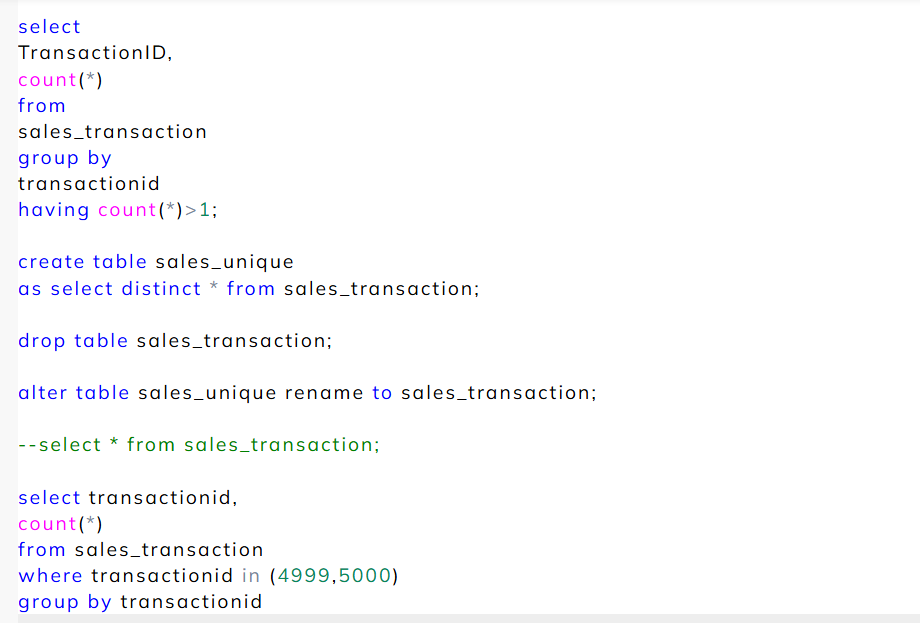 select
TransactionID,
count(*)
from
sales_transaction
group by
transactionid
having count(*)>1;
create table sales_unique
as select distinct * from sales_transaction;
drop table sales_transaction;
alter table sales_unique rename to sales_transaction;
--select * from sales_transaction;
select transactionid,
count(*)
from sales_transaction
where transactionid in (4999,5000)
group by transactionid